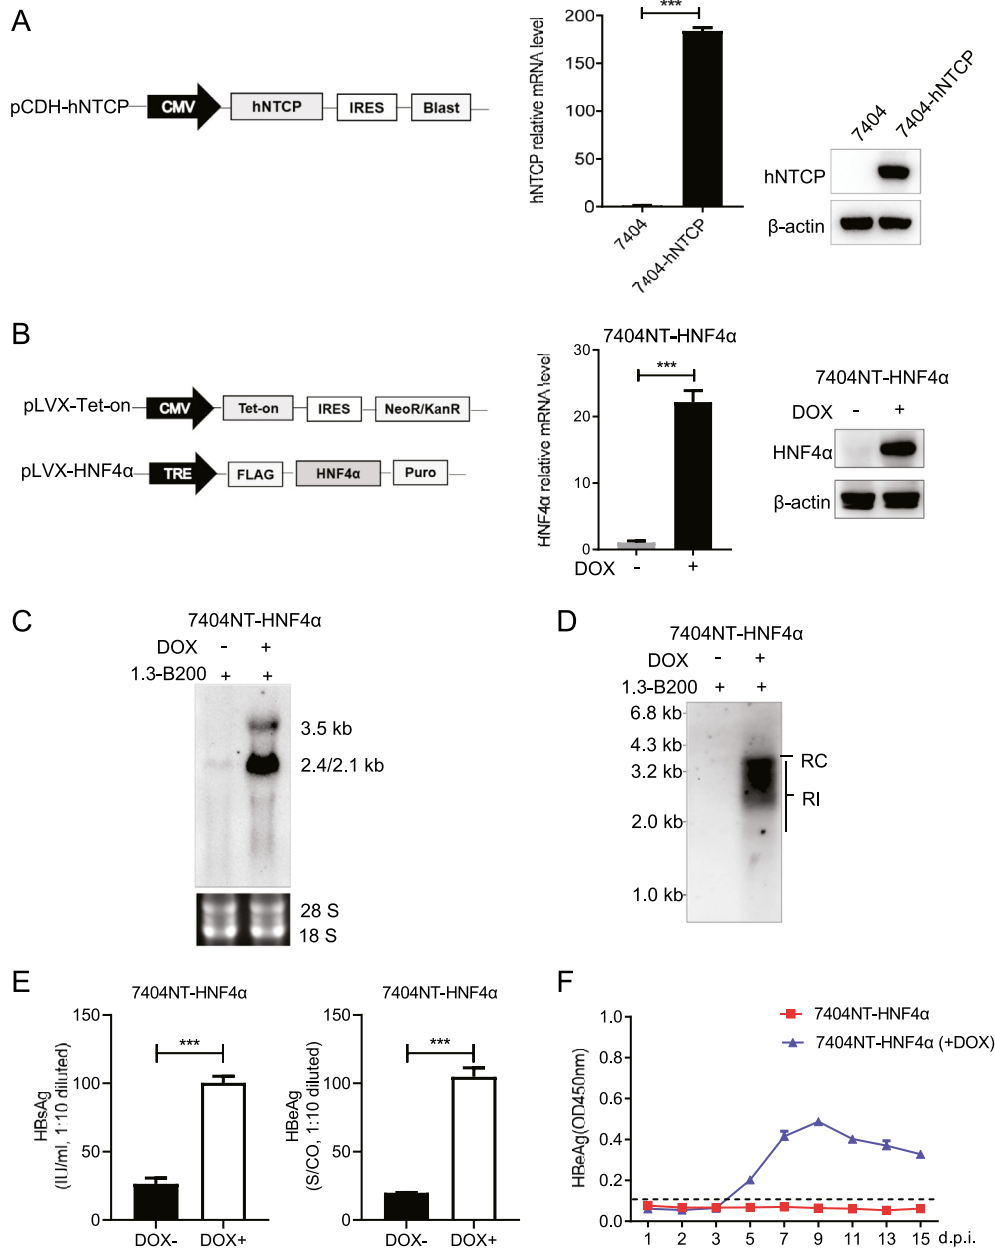 A
pCDH-hNTCP
CMV
hNTCP
IRES
Blast
hNTCP relative mRNA level
200
150
100
50
0
***
7404
7404-hNTCP
7404
7404-hNTCP
hNTCP
β-actin
B
pLVX-Tet-on
CMV
Tet-on
IRES
NeoR/KanR
pLVX-HNF4α
TRE
FLAG
HNF4α
Puro
7404NT-HNF4α
HNF4α relative mRNA level
30
20
10
0
***
DOX - +
7404NT-HNF4α
DOX - +
HNF4α
β-actin
C
7404NT-HNF4α
DOX - +
1.3-B200 + +
3.5 kb
2.4/2.1 kb
28 S
18 S
D
7404NT-HNF4α
DOX - +
1.3-B200 + +
6.8 kb
4.3 kb
3.2 kb
2.0 kb
1.0 kb
RC
RI
E
7404NT-HNF4α
HBsAg
(IU/ml, 1:10 diluted)
150
100
50
0
***
DOX- DOX+
7404NT-HNF4α
HBeAg
(S/CO, 1:10 diluted)
150
100
50
0
***
DOX- DOX+
F
7404NT-HNF4α
7404NT-HNF4α (+DOX)
HBeAg(OD450nm)
1.0
0.8
0.6
0.4
0.2
0.0
1 2 3 5 7 9 11 13 15 d.p.i.